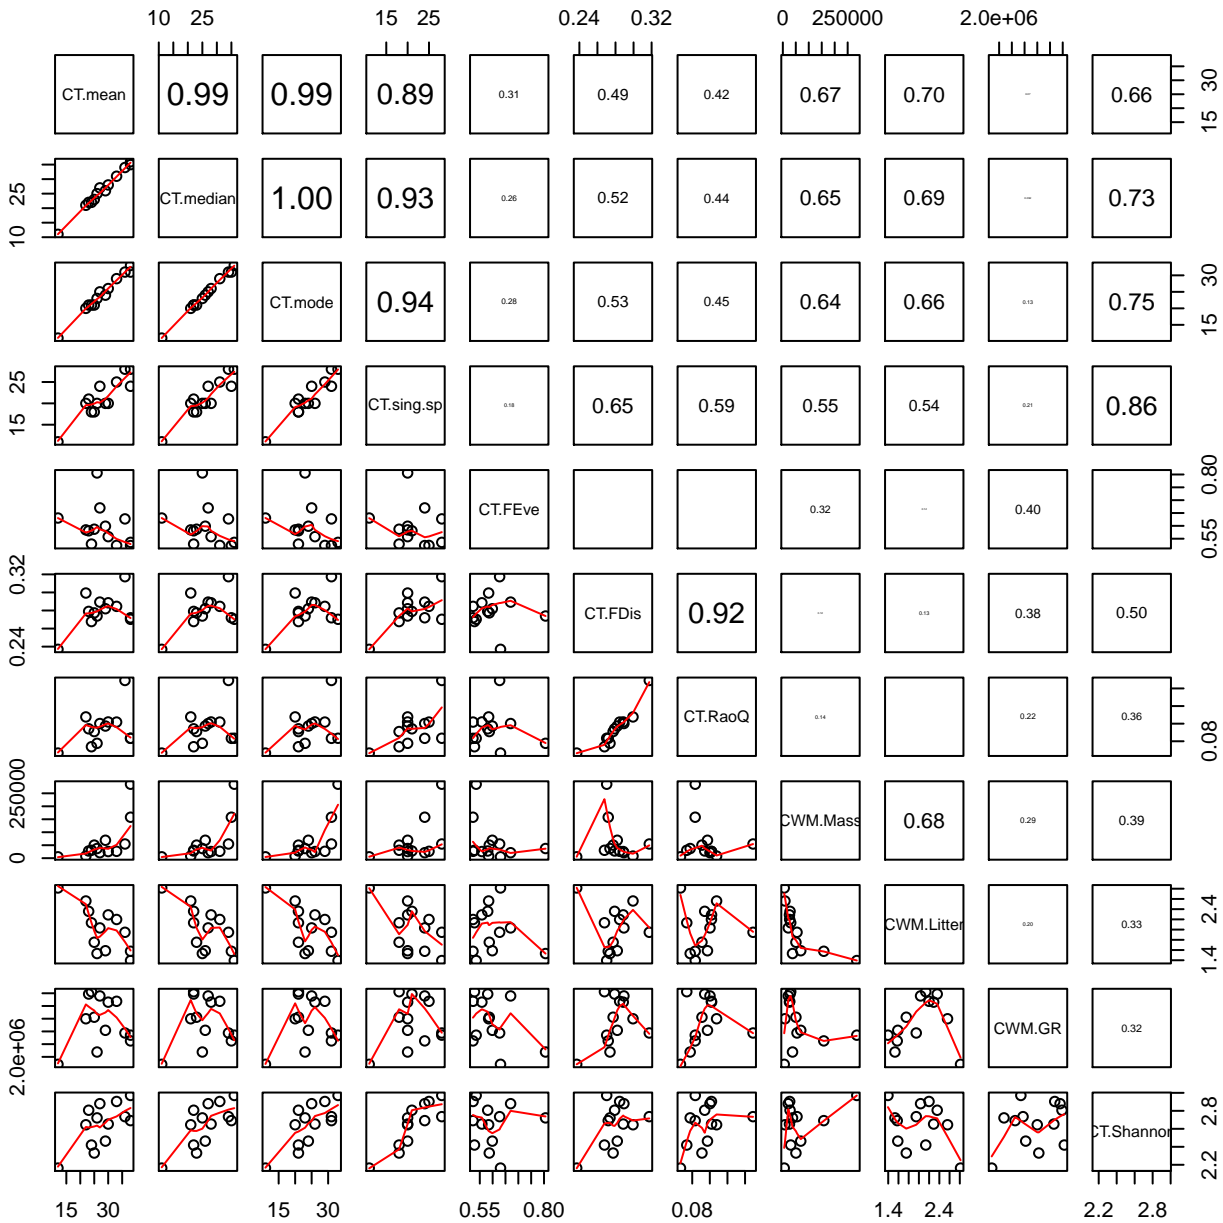 10 25
15 25
0.24 0.32
0 250000
2.0e+06
CT.mean 0.99 0.99 0.89 0.31 0.49 0.42 0.67 0.70 0.66
15 30
10 25
CT.median 1.00 0.93 0.26 0.52 0.44 0.65 0.69 0.73
CT.mode 0.94 0.28 0.53 0.45 0.64 0.66 0.13 0.75
15 30
15 25
CT.sing.sp 0.18 0.65 0.59 0.55 0.54 0.21 0.86
CT.FEve 0.32 0.40
0.55 0.80
0.24 0.32
CT.FDis 0.92 0.13 0.38 0.50
CT.RaoQ 0.14 0.22 0.36
0.08
0 250000
CWM.Mass 0.68 0.29 0.39
CWM.Litter 0.20 0.33
1.4 2.4
2.0e+06
CWM.GR 0.32
CT.Shannon
2.2 2.8
15 30
0.55 0.80
0.08
1.4 2.4
2.2 2.8